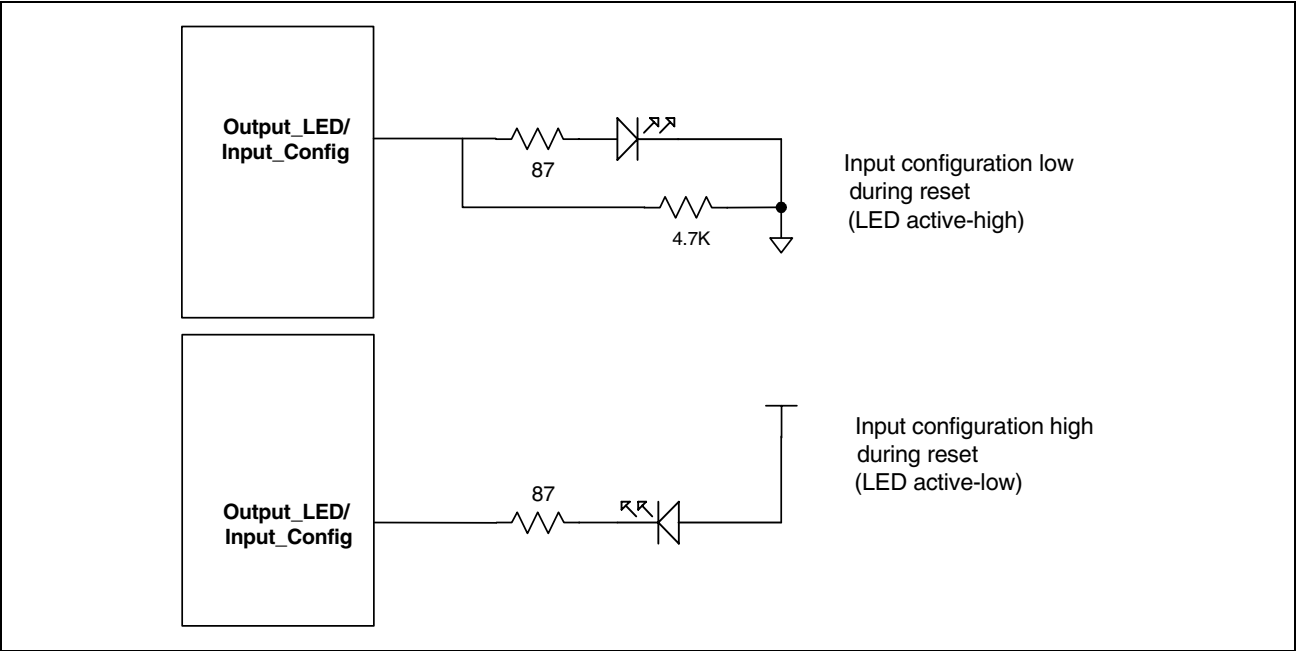 Output_LED/
Input_Config
87
4.7K
Input configuration low
during reset
(LED active-high)
Output_LED/
Input_Config
87
Input configuration high
during reset
(LED active-low)